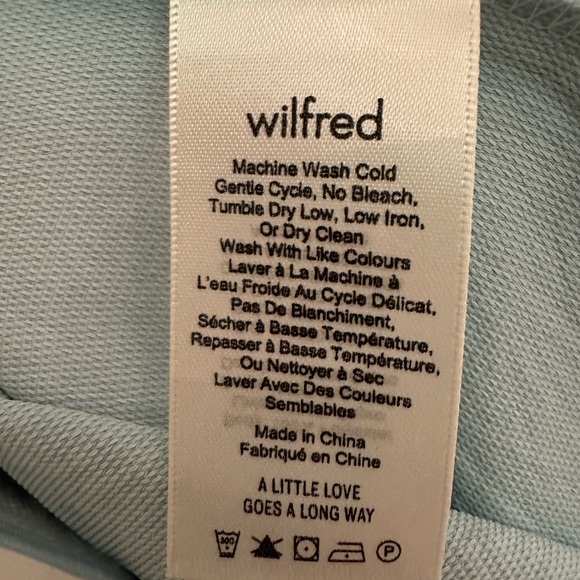 wilfred
Machine Wash Cold
Gentle Cycle, No Bleach,
Tumble Dry Low, Low Iron,
Or Dry Clean
Wash With Like Colours
Laver à La Machine à
L'eau Froide Au Cycle Délicat,
Pas De Blanchiment,
Sécher à Basse Température,
Repasser à Basse Température,
Ou Nettoyer à Sec
Laver Avec Des Couleurs
Semblables
Made in China
Fabriqué en Chine
A LITTLE LOVE
GOES A LONG WAY
P